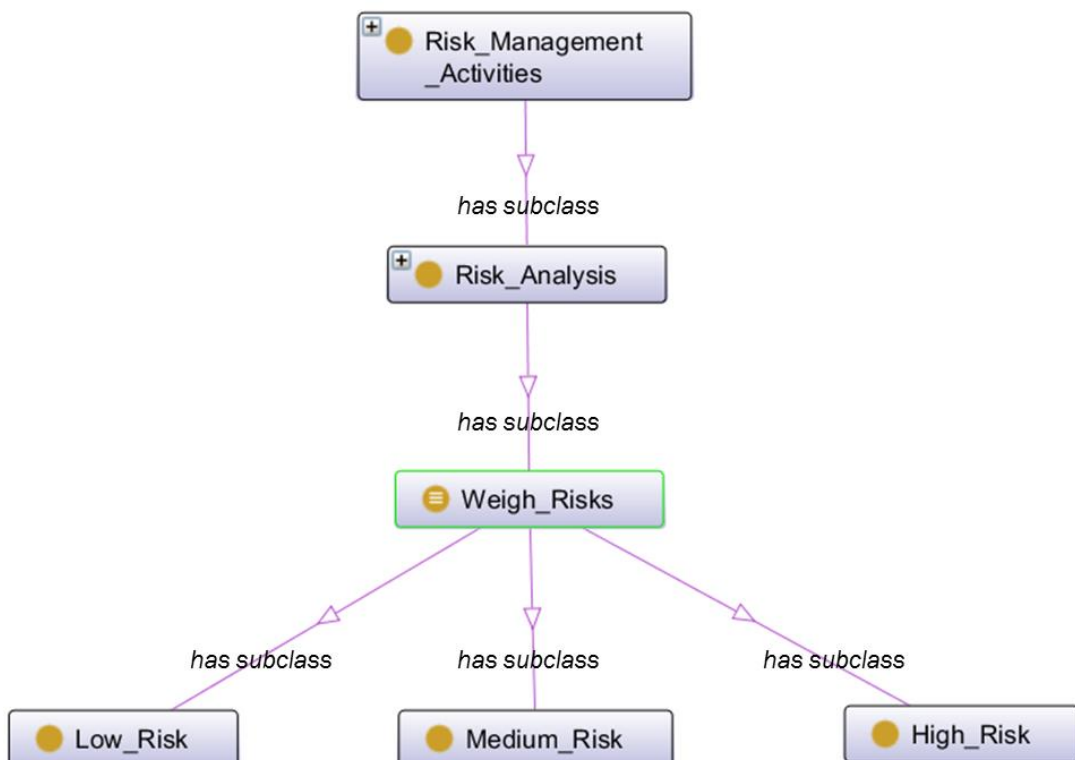 Risk_Management
_Activities
has subclass
Risk_Analysis
has subclass
Weigh_Risks
has subclass
has subclass
has subclass
Low_Risk
Medium_Risk
High_Risk